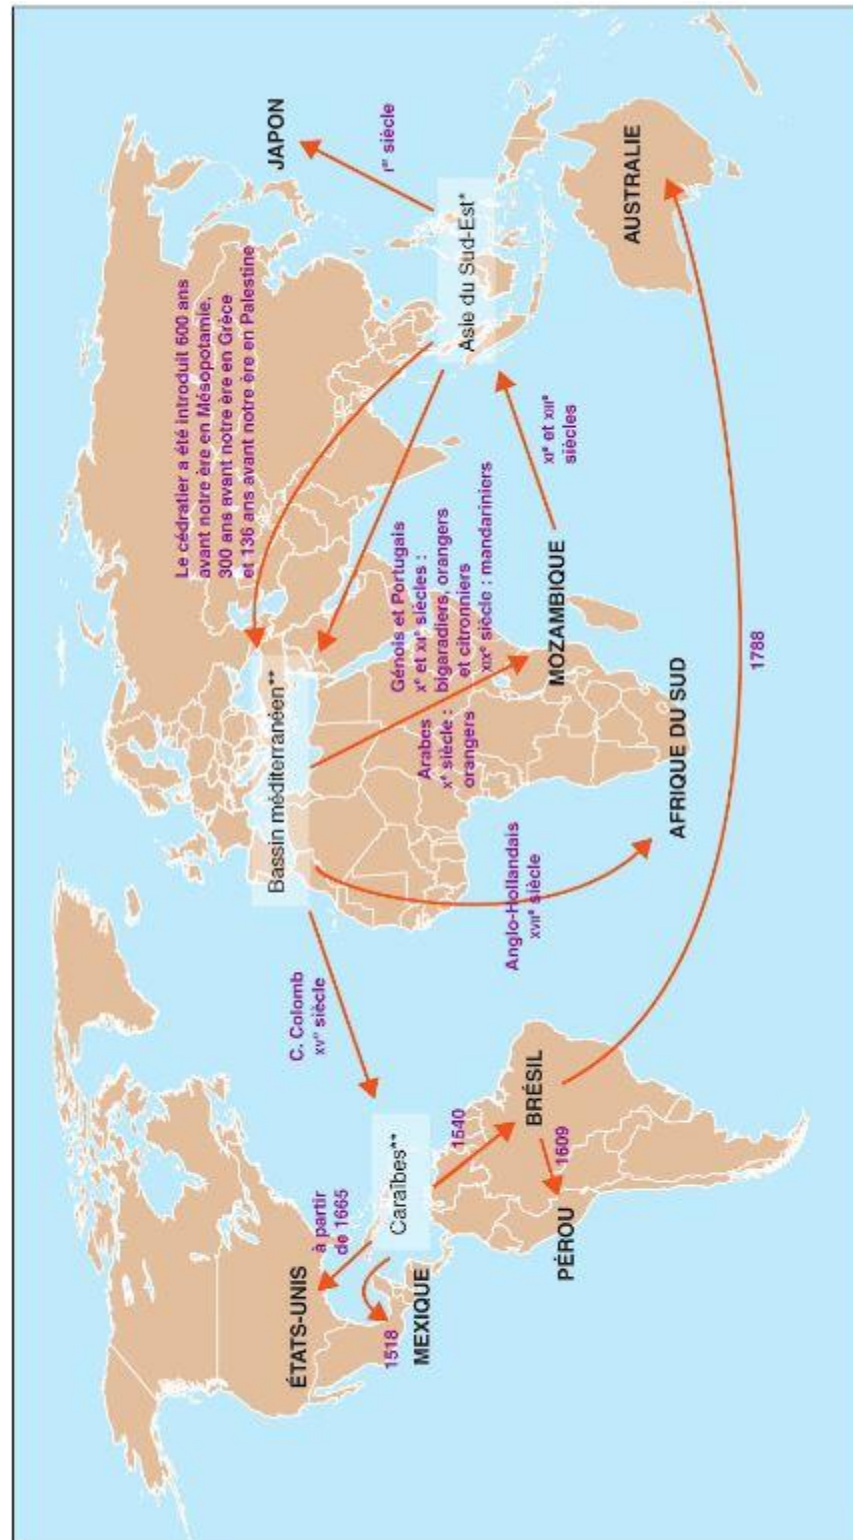 Le cédratier a été introduit 600 ans
avant notre ère en Mésopotamie,
300 ans avant notre ère en Grèce
et 136 ans avant notre ère en Palestine
JAPON
Iᵉʳ siècle
ÉTATS-UNIS
à partir
de 1665
C. Colomb
XVᵉ siècle
Bassin méditerranéen**
1518
MEXIQUE
Caraïbes**
Génois et Portugais
Xᵉ et XIIᵉ siècles :
bigaradiers, orangers
et citronniers
XIXᵉ siècle : mandariniers
Arabes
Xᵉ siècle :
orangers
Asie du Sud-Est*
1540
Anglo-Hollandais
XVIIᵉ siècle
XIᵉ et XIIᵉ
siècles
BRÉSIL
1609
PÉROU
MOZAMBIQUE
AUSTRALIE
AFRIQUE DU SUD
1788